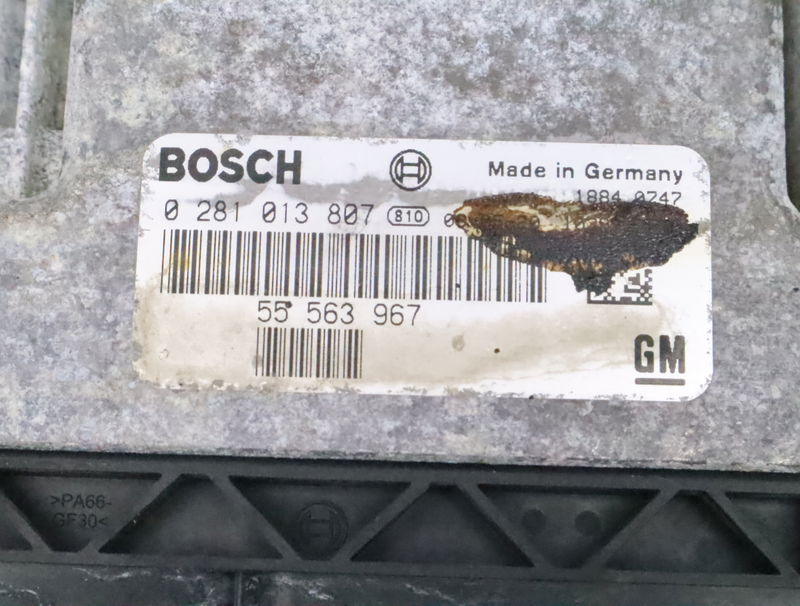 BOSCH
Made in Germany
1884 0747
0 281 013 807 810
55 563 967
GM
>PA66-
GF30<